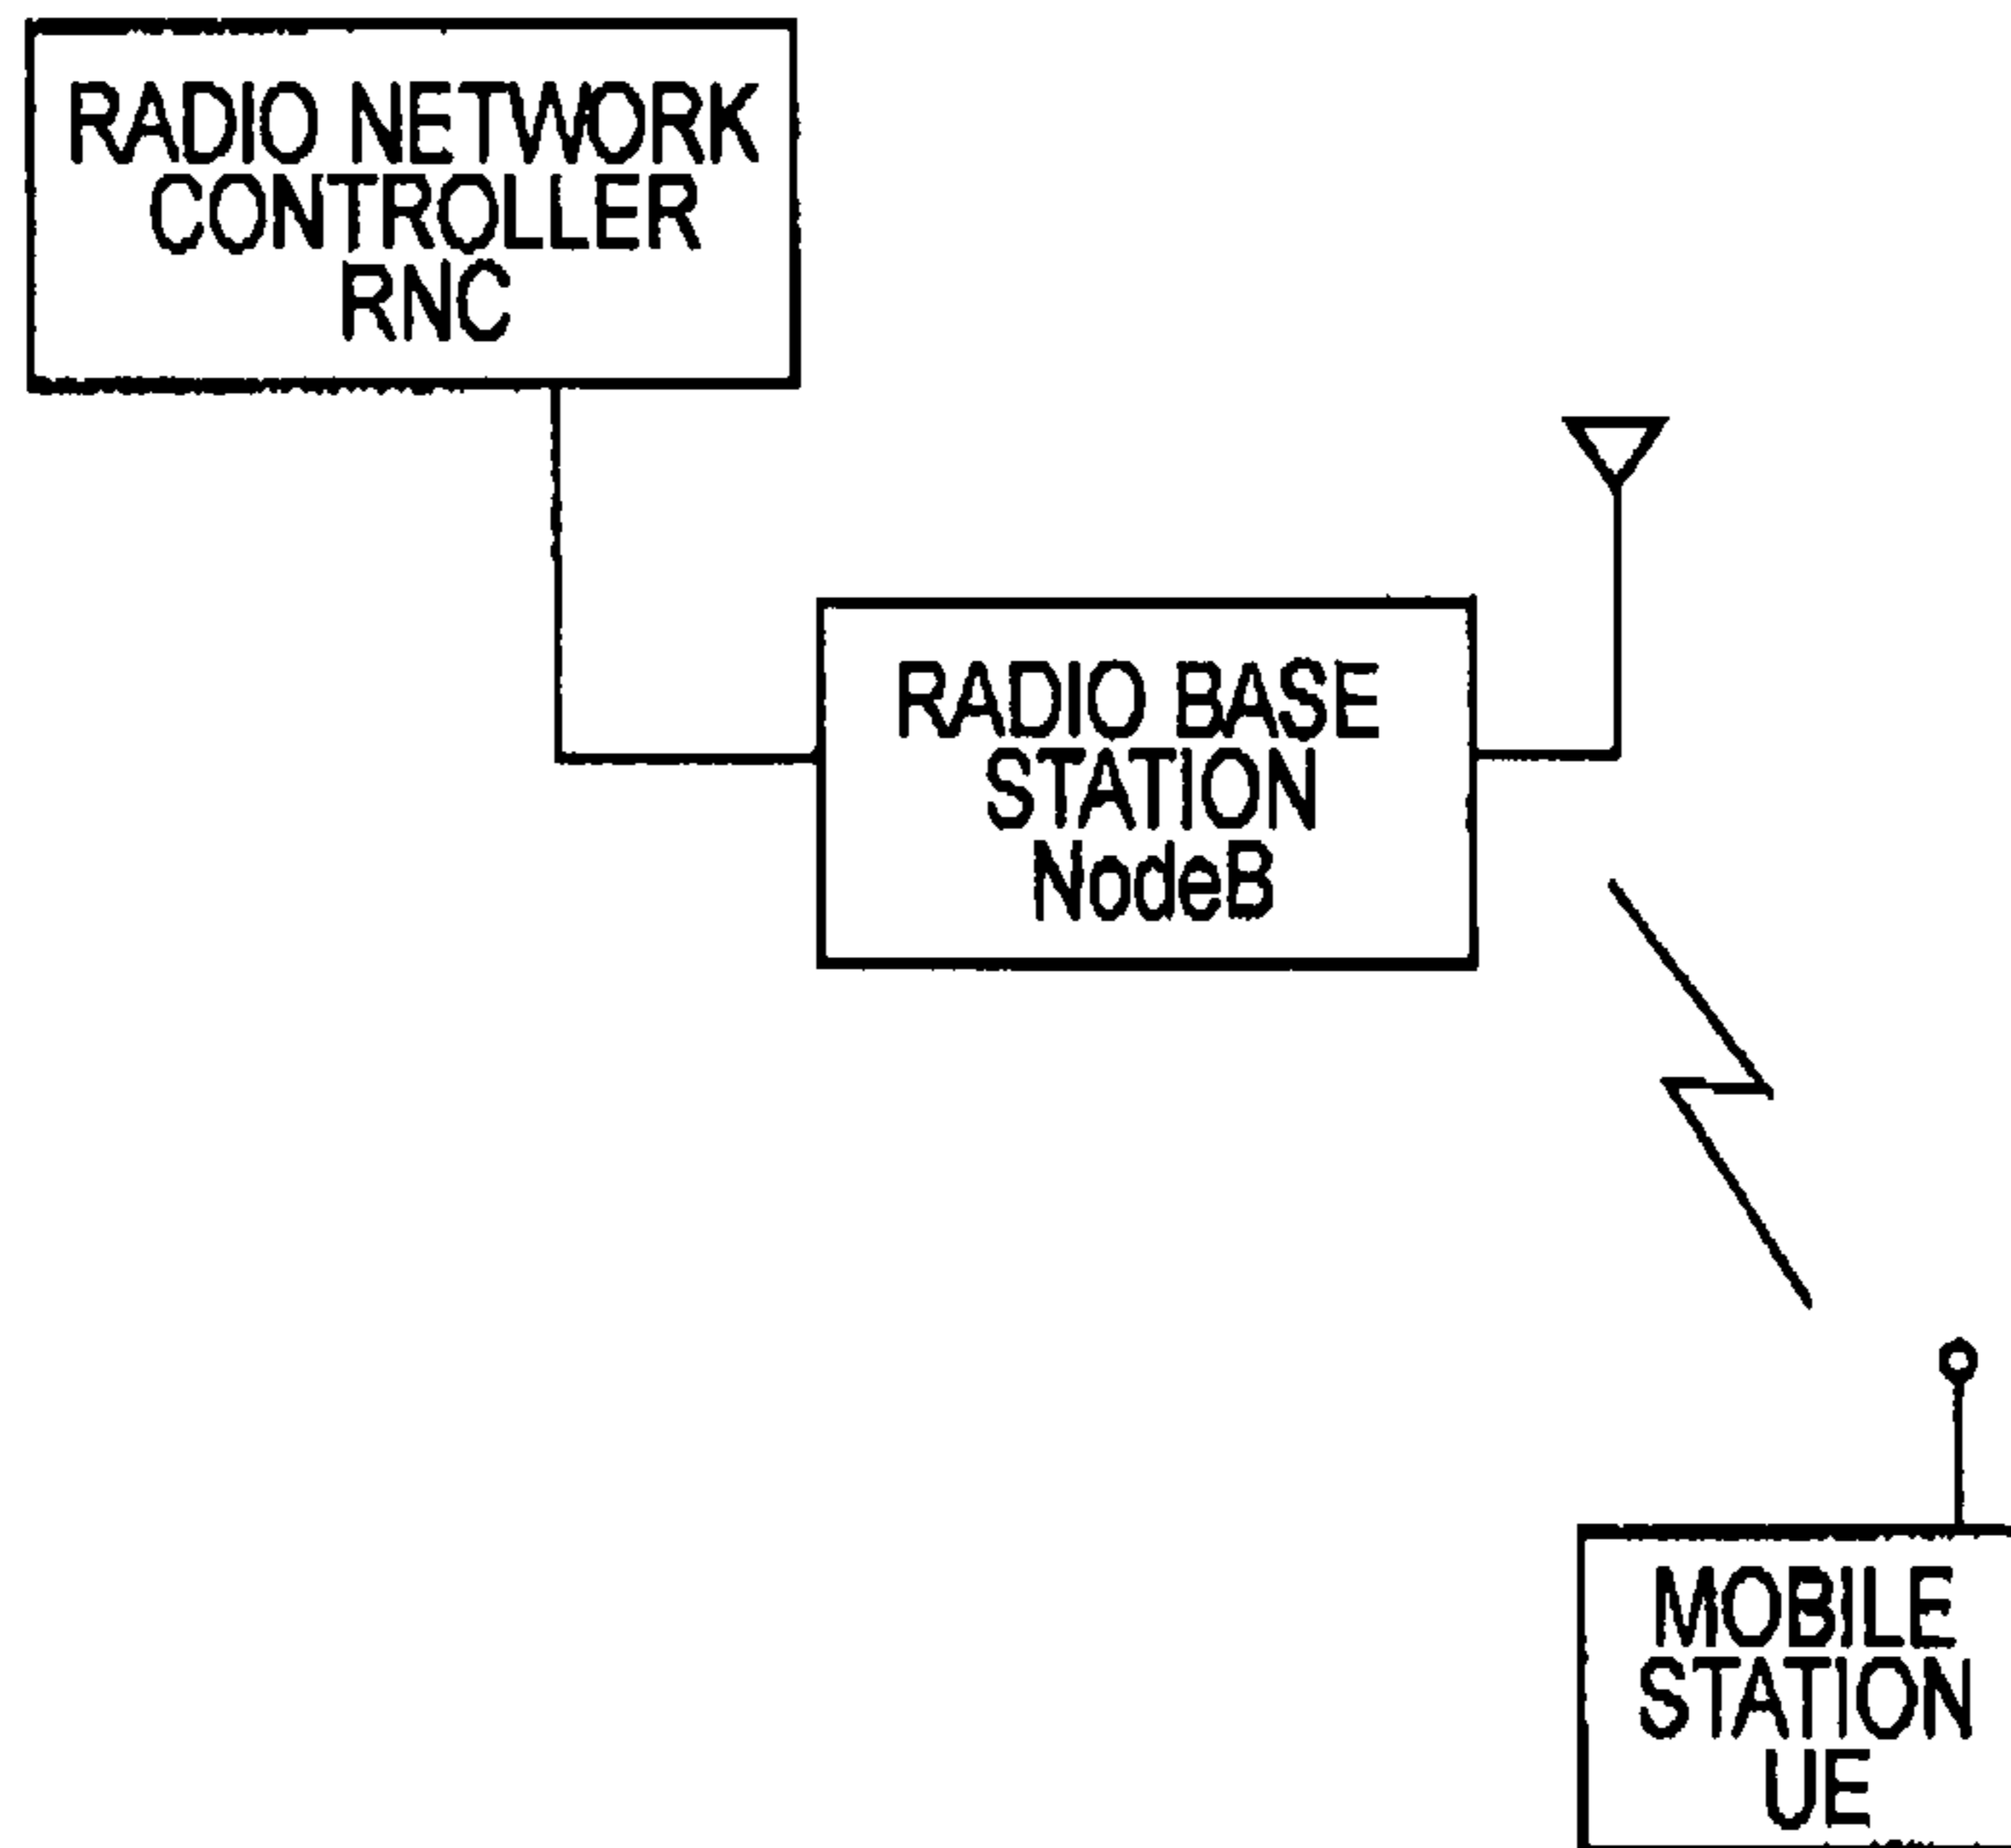 RADIO NETWORK
CONTROLLER
RNC
RADIO BASE
STATION
NodeB
MOBILE
STATION
UE